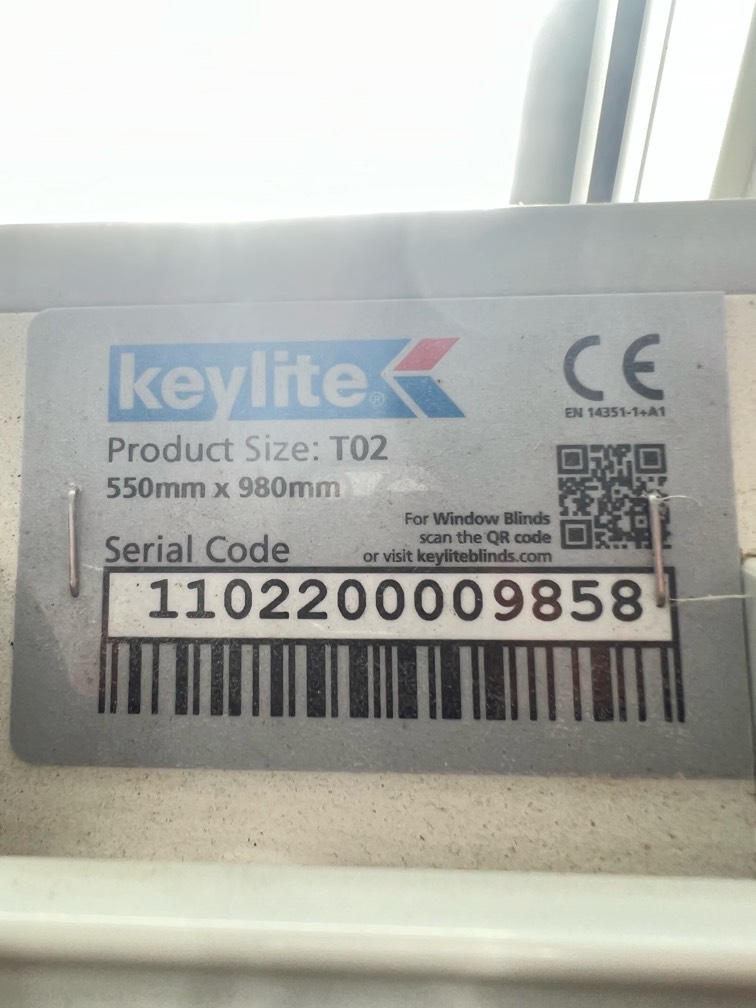 keylite®
CE
EN 14351-1+A1
Product Size: T02
550mm x 980mm
For Window Blinds
scan the QR code
or visit keyliteblinds.com
Serial Code
1102200009858